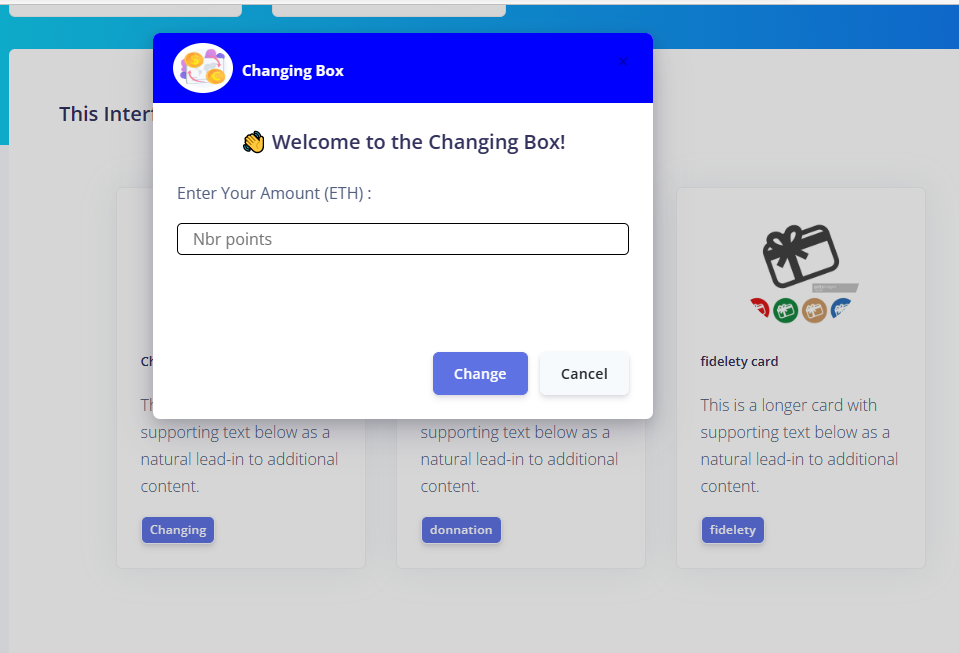 Changing Box
×
This Inter
👋 Welcome to the Changing Box!
Enter Your Amount (ETH) :
Nbr points
Change
Cancel
Ch
fidelety card
Th
This is a longer card with
supporting text below as a
supporting text below as a
supporting text below as a
natural lead-in to additional
natural lead-in to additional
natural lead-in to additional
content.
content.
content.
Changing
donnation
fidelety